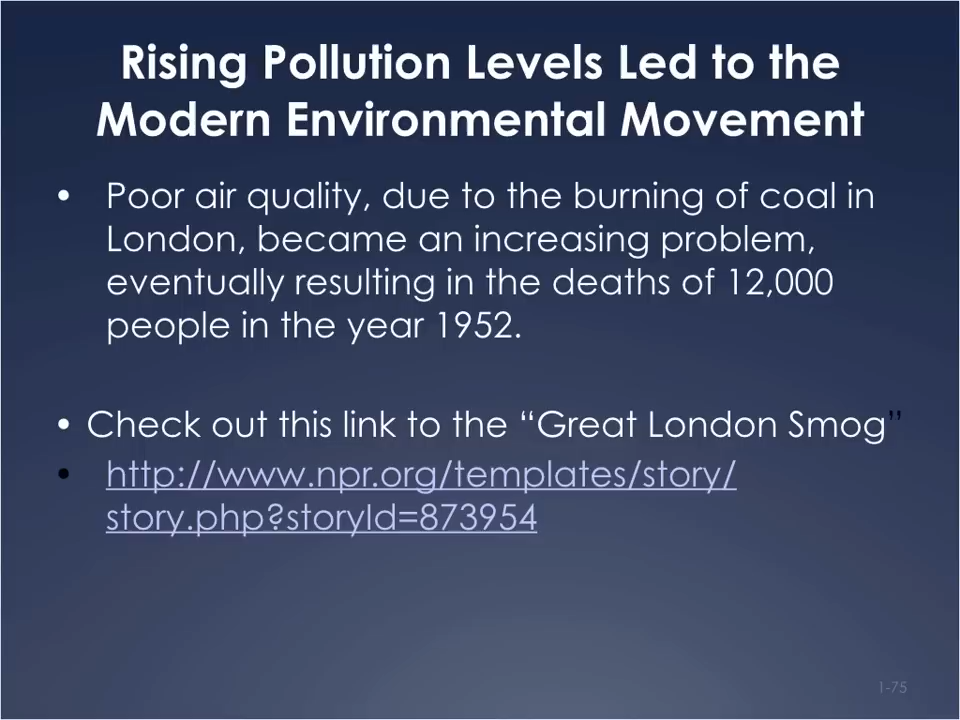 Rising Pollution Levels Led to the
Modern Environmental Movement
• Poor air quality, due to the burning of coal in
London, became an increasing problem,
eventually resulting in the deaths of 12,000
people in the year 1952.
• Check out this link to the “Great London Smog”
• http://www.npr.org/templates/story/
story.php?storyId=873954
1-75